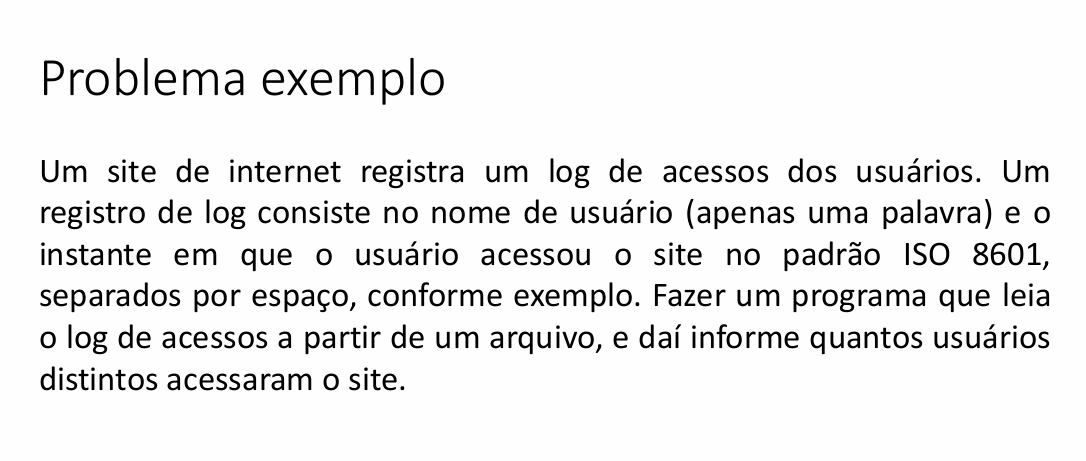 Problema exemplo
Um site de internet registra um log de acessos dos usuários. Um
registro de log consiste no nome de usuário (apenas uma palavra) e o
instante em que o usuário acessou o site no padrão ISO 8601,
separados por espaço, conforme exemplo. Fazer um programa que leia
o log de acessos a partir de um arquivo, e daí informe quantos usuários
distintos acessaram o site.